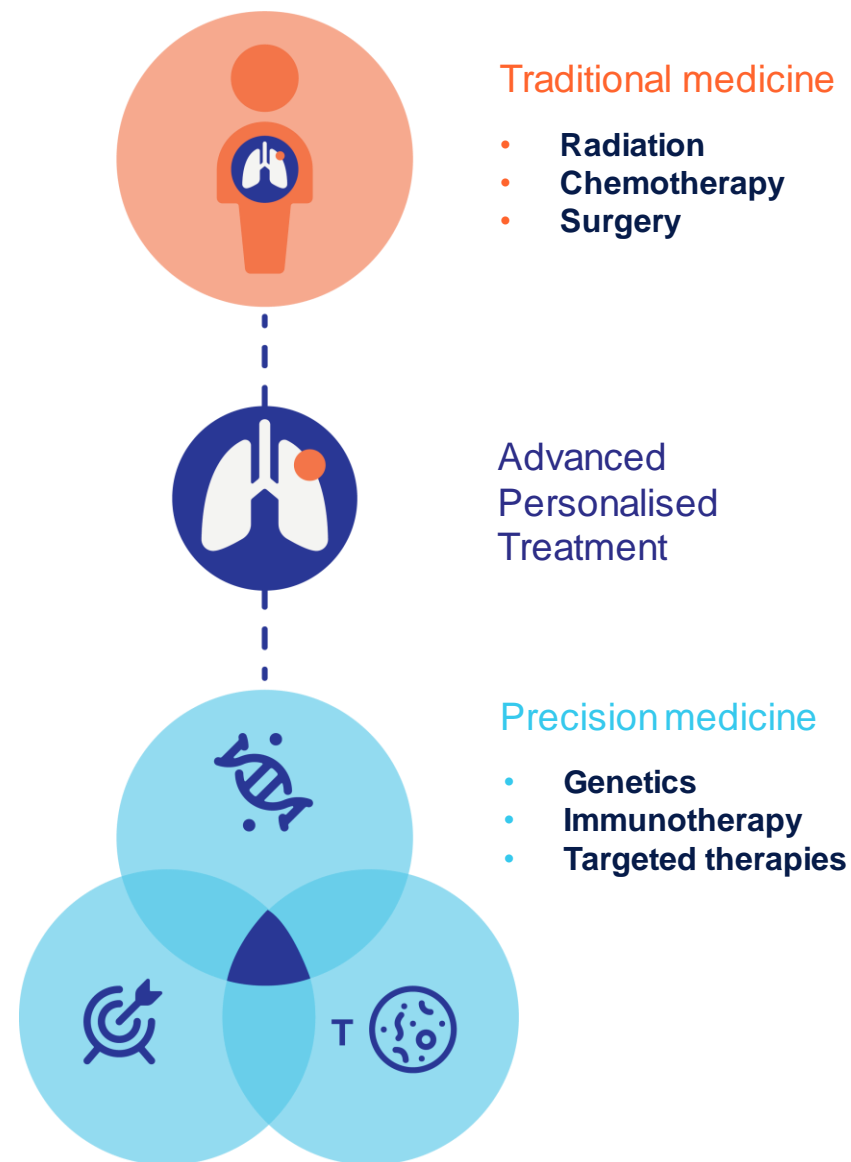 Traditional medicine
• Radiation
• Chemotherapy
• Surgery
Advanced
Personalised
Treatment
Precision medicine
• Genetics
• Immunotherapy
• Targeted therapies
T